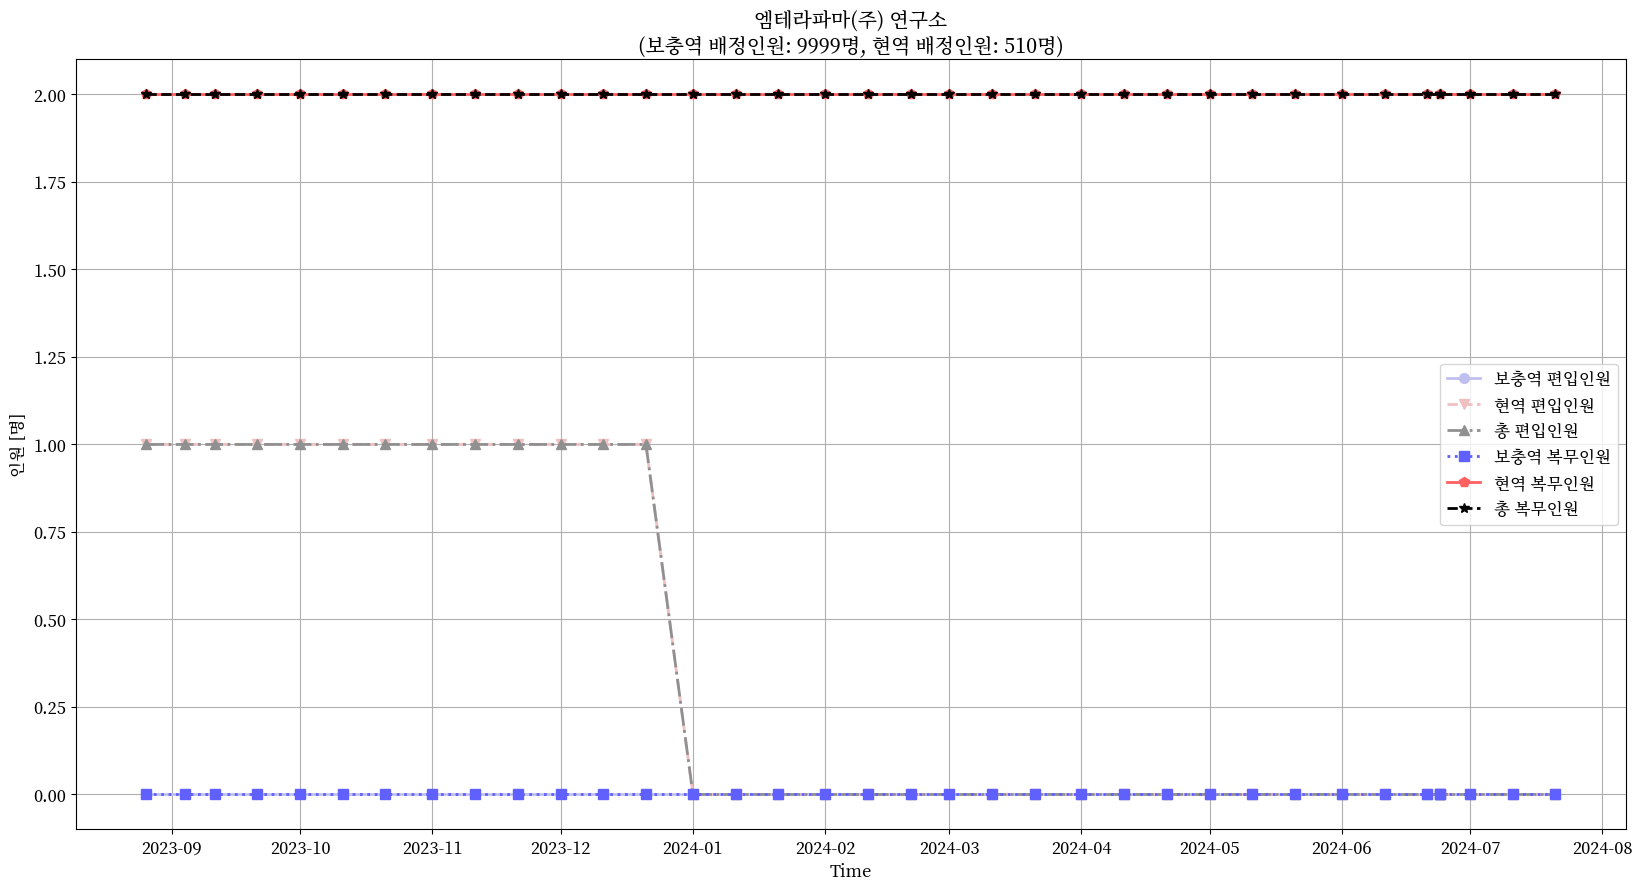 엠테라파마(주) 연구소
(보충역 배정인원: 9999명, 현역 배정인원: 510명)
인원 [명]
2.00
1.75
1.50
1.25
1.00
0.75
0.50
0.25
0.00
보충역 편입인원
현역 편입인원
총 편입인원
보충역 복무인원
현역 복무인원
총 복무인원
2023-09
2023-10
2023-11
2023-12
2024-01
2024-02
2024-03
2024-04
2024-05
2024-06
2024-07
2024-08
Time